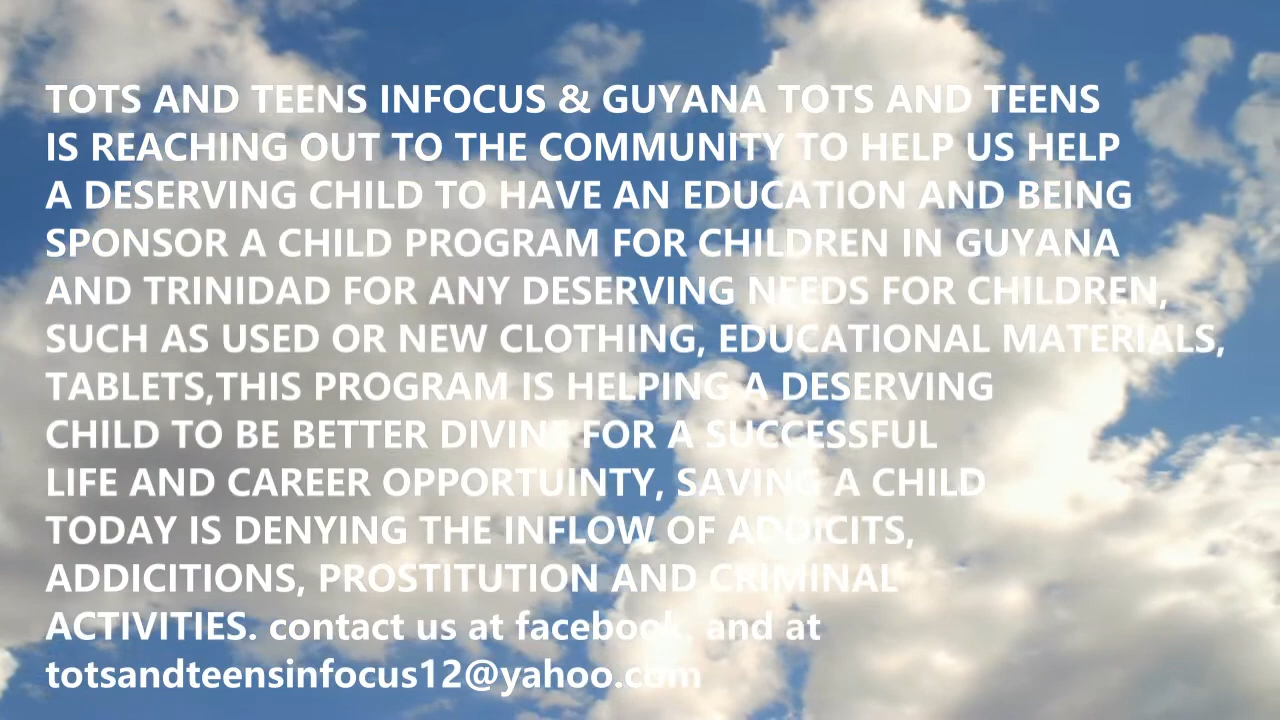 TOTS AND TEENS INFOCUS & GUYANA TOTS AND TEENS
IS REACHING OUT TO THE COMMUNITY TO HELP US HELP
A DESERVING CHILD TO HAVE AN EDUCATION AND BEING
SPONSOR A CHILD PROGRAM FOR CHILDREN IN GUYANA
AND TRINIDAD FOR ANY DESERVING NEEDS FOR CHILDREN,
SUCH AS USED OR NEW CLOTHING, EDUCATIONAL MATERIALS,
TABLETS,THIS PROGRAM IS HELPING A DESERVING
CHILD TO BE BETTER DIVINE FOR A SUCCESSFUL
LIFE AND CAREER OPPORTUINTY, SAVING A CHILD
TODAY IS DENYING THE INFLOW OF ADDICITS,
ADDICITIONS, PROSTITUTION AND CRIMINAL
ACTIVITIES. contact us at facebook, and at
totsandteensinfocus12@yahoo.com